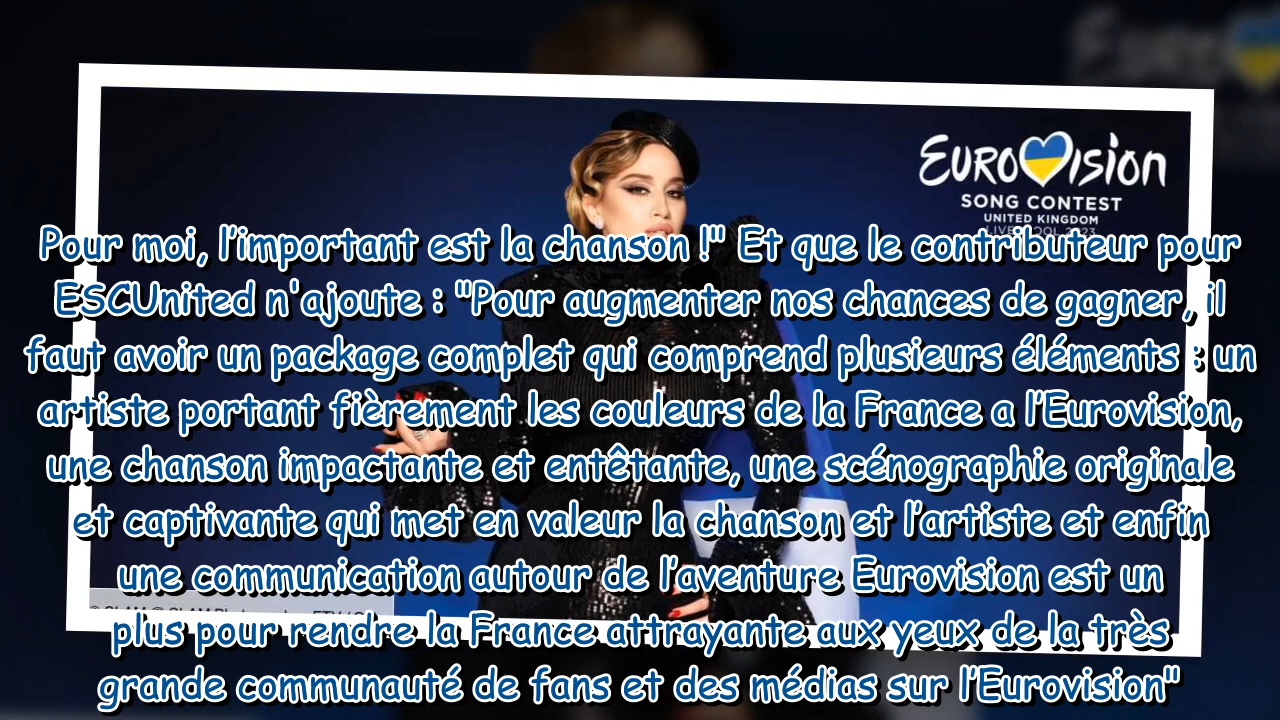 EUROVISION
SONG CONTEST
UNITED KINGDOM
LIVERPOOL 2023
Pour moi, l’important est la chanson !" Et que le contributeur pour
ESCUnited n'ajoute : "Pour augmenter nos chances de gagner, il
faut avoir un package complet qui comprend plusieurs éléments : un
artiste portant fièrement les couleurs de la France a l’Eurovision,
une chanson impactante et entêtante, une scénographie originale
et captivante qui met en valeur la chanson et l’artiste et enfin
une communication autour de l’aventure Eurovision est un
plus pour rendre la France attrayante aux yeux de la très
grande communauté de fans et des médias sur l’Eurovision"